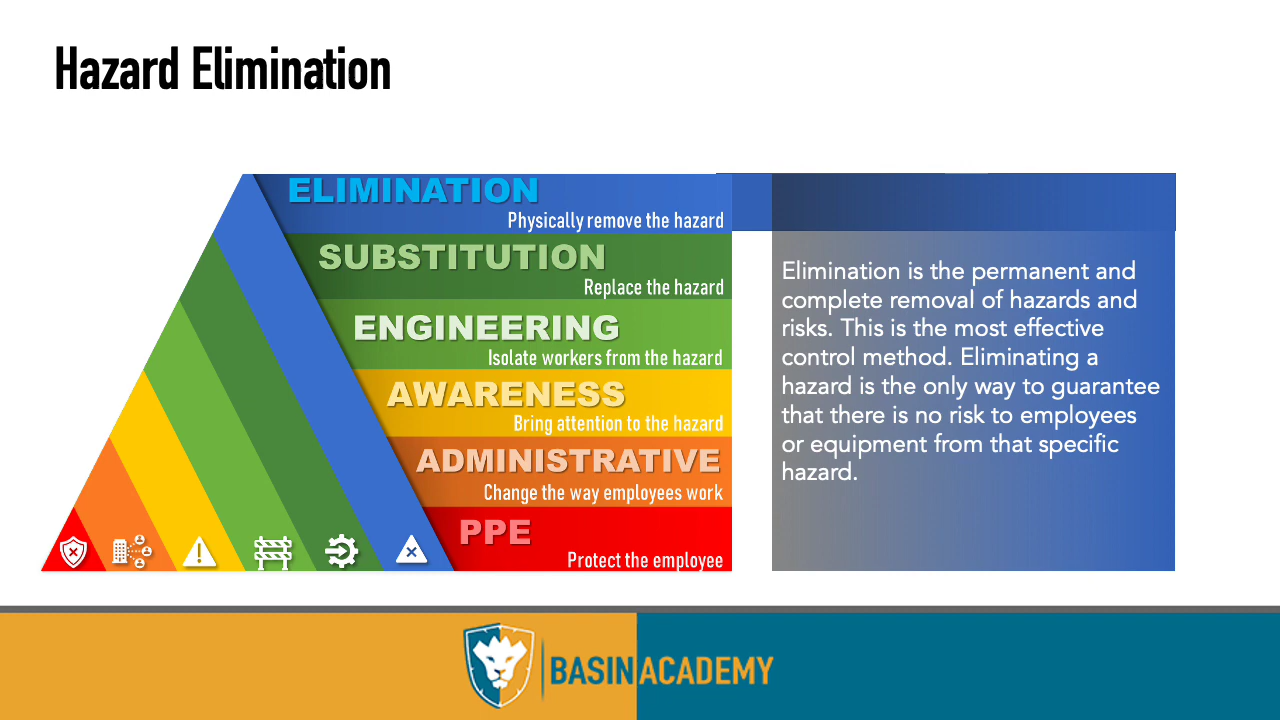 Hazard Elimination
ELIMINATION
Physically remove the hazard
SUBSTITUTION
Replace the hazard
ENGINEERING
Isolate workers from the hazard
AWARENESS
Bring attention to the hazard
ADMINISTRATIVE
Change the way employees work
PPE
Protect the employee
Elimination is the permanent and
complete removal of hazards and
risks. This is the most effective
control method. Eliminating a
hazard is the only way to guarantee
that there is no risk to employees
or equipment from that specific
hazard.
BASIN ACADEMY